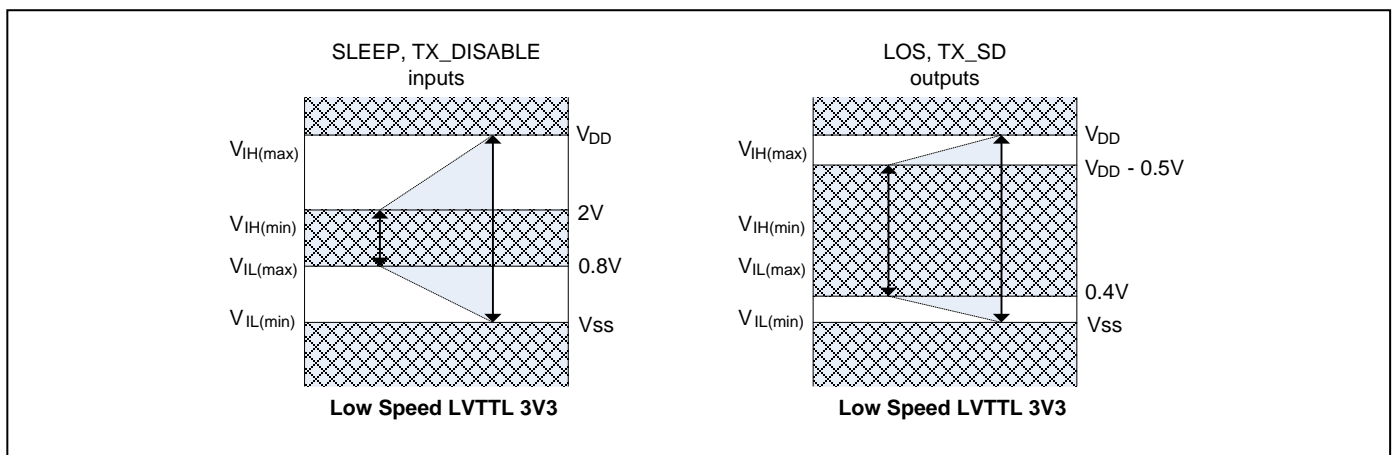 SLEEP, TX_DISABLE
inputs
VIH(max)
VIH(min)
VIL(max)
VIL(min)
VDD
2V
0.8V
Vss
Low Speed LVTTL 3V3
LOS, TX_SD
outputs
VIH(max)
VIH(min)
VIL(max)
VIL(min)
VDD
VDD - 0.5V
0.4V
Vss
Low Speed LVTTL 3V3